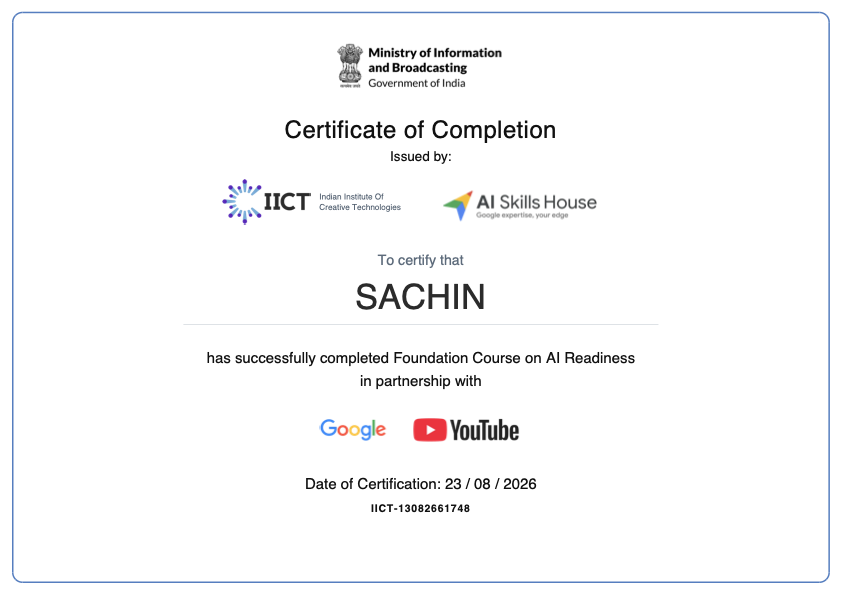 Ministry of Information
and Broadcasting
Government of India
Certificate of Completion
Issued by:
IICT Indian Institute Of
Creative Technologies
AI Skills House
Google expertise, your edge
To certify that
SACHIN
has successfully completed Foundation Course on AI Readiness
in partnership with
Google YouTube
Date of Certification: 23 / 08 / 2026
IICT-13082661748